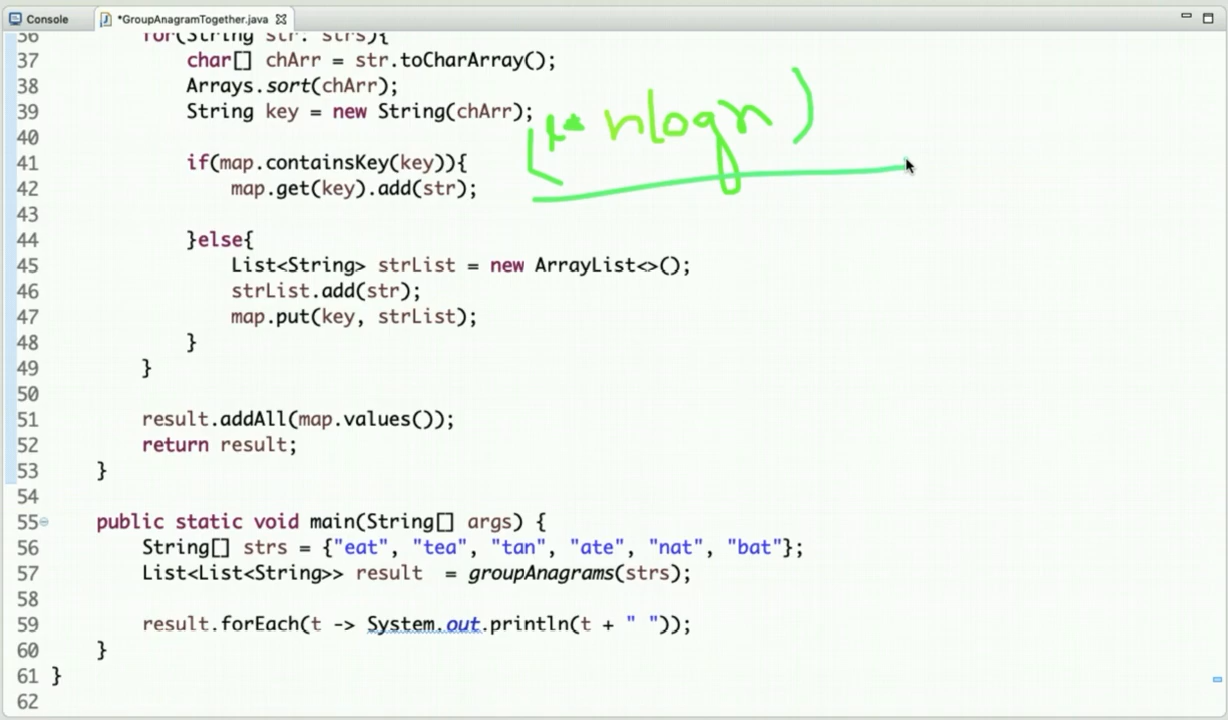 Console *GroupAnagramTogether.java
36 for(String str: strs){
37 char[] chArr = str.toCharArray();
38 Arrays.sort(chArr);
39 String key = new String(chArr);
nlogn )
40
41 if(map.containsKey(key)){
42 map.get(key).add(str);
43
44 }else{
45 List<String> strList = new ArrayList<>();
46 strList.add(str);
47 map.put(key, strList);
48 }
49 }
50
51 result.addAll(map.values());
52 return result;
53 }
54
55 public static void main(String[] args) {
56 String[] strs = {"eat", "tea", "tan", "ate", "nat", "bat"};
57 List<List<String>> result = groupAnagrams(strs);
58
59 result.forEach(t -> System.out.println(t + " "));
60 }
61 }
62